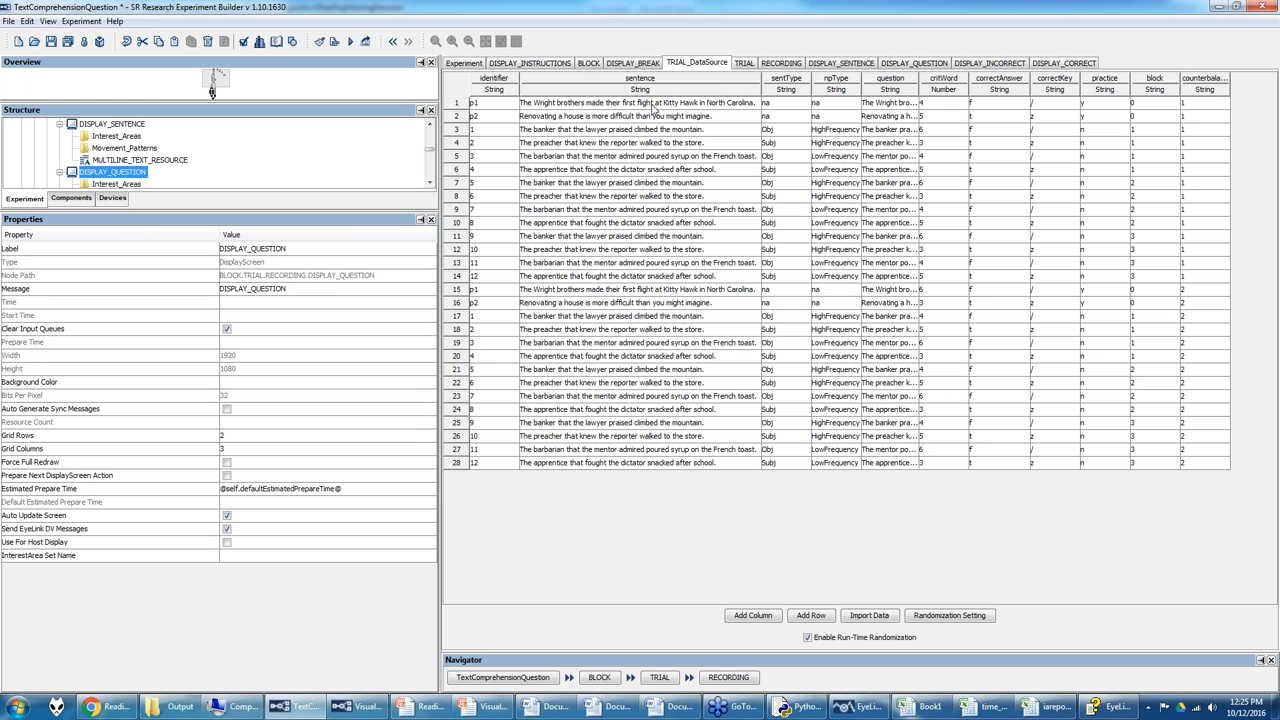 TextComprehensionQuestion * - SR Research Experiment Builder v 1.10.1630
File Edit View Experiment Help
Overview
Structure
DISPLAY_SENTENCE
Interest_Areas
Movement_Patterns
MULTILINE_TEXT_RESOURCE
DISPLAY_QUESTION
Interest_Areas
Experiment Components Devices
Properties
Property Value
Label DISPLAY_QUESTION
Type DisplayScreen
Node Path BLOCK.TRIAL.RECORDING.DISPLAY_QUESTION
Message DISPLAY_QUESTION
Time
Start Time
Clear Input Queues
Prepare Time
Width 1920
Height 1080
Background Color
Bits Per Pixel 32
Auto Generate Sync Messages
Resource Count
Grid Rows 2
Grid Columns 3
Force Full Redraw
Prepare Next DisplayScreen Action
Estimated Prepare Time @self.defaultEstimatedPrepareTime@
Default Estimated Prepare Time
Auto Update Screen
Send EyeLink DV Messages
Use For Host Display
InterestArea Set Name
Experiment DISPLAY_INSTRUCTIONS BLOCK DISPLAY_BREAK TRIAL_DataSource TRIAL RECORDING DISPLAY_SENTENCE DISPLAY_QUESTION DISPLAY_INCORRECT DISPLAY_CORRECT
identifier sentence sentType npType question critWord correctAnswer correctKey practice block counterbala...
String String String String String Number String String String String String
1 p1 The Wright brothers made their first flight at Kitty Hawk in North Carolina. na na The Wright bro... 4 f / y 0 1
2 p2 Renovating a house is more difficult than you might imagine. na na Renovating a h... 5 t z y 0 1
3 1 The banker that the lawyer praised climbed the mountain. Obj HighFrequency The banker pra... 6 f / n 1 1
4 2 The preacher that knew the reporter walked to the store. Subj HighFrequency The preacher k... 3 t z n 1 1
5 3 The barbarian that the mentor admired poured syrup on the French toast. Obj LowFrequency The mentor po... 4 f / n 1 1
6 4 The apprentice that fought the dictator snacked after school. Subj LowFrequency The apprentice... 5 t z n 1 1
7 5 The banker that the lawyer praised climbed the mountain. Obj HighFrequency The banker pra... 6 f / n 2 1
8 6 The preacher that knew the reporter walked to the store. Subj HighFrequency The preacher k... 3 t z n 2 1
9 7 The barbarian that the mentor admired poured syrup on the French toast. Obj LowFrequency The mentor po... 4 f / n 2 1
10 8 The apprentice that fought the dictator snacked after school. Subj LowFrequency The apprentice... 5 t z n 2 1
11 9 The banker that the lawyer praised climbed the mountain. Obj HighFrequency The banker pra... 6 f / n 3 1
12 10 The preacher that knew the reporter walked to the store. Subj HighFrequency The preacher k... 3 t z n 3 1
13 11 The barbarian that the mentor admired poured syrup on the French toast. Obj LowFrequency The mentor po... 4 f / n 3 1
14 12 The apprentice that fought the dictator snacked after school. Subj LowFrequency The apprentice... 5 t z n 3 1
15 p1 The Wright brothers made their first flight at Kitty Hawk in North Carolina. na na The Wright bro... 6 f / y 0 2
16 p2 Renovating a house is more difficult than you might imagine. na na Renovating a h... 3 t z y 0 2
17 1 The banker that the lawyer praised climbed the mountain. Obj HighFrequency The banker pra... 4 f / n 1 2
18 2 The preacher that knew the reporter walked to the store. Subj HighFrequency The preacher k... 5 t z n 1 2
19 3 The barbarian that the mentor admired poured syrup on the French toast. Obj LowFrequency The mentor po... 6 f / n 1 2
20 4 The apprentice that fought the dictator snacked after school. Subj LowFrequency The apprentice... 3 t z n 1 2
21 5 The banker that the lawyer praised climbed the mountain. Obj HighFrequency The banker pra... 4 f / n 2 2
22 6 The preacher that knew the reporter walked to the store. Subj HighFrequency The preacher k... 5 t z n 2 2
23 7 The barbarian that the mentor admired poured syrup on the French toast. Obj LowFrequency The mentor po... 6 f / n 2 2
24 8 The apprentice that fought the dictator snacked after school. Subj LowFrequency The apprentice... 3 t z n 2 2
25 9 The banker that the lawyer praised climbed the mountain. Obj HighFrequency The banker pra... 4 f / n 3 2
26 10 The preacher that knew the reporter walked to the store. Subj HighFrequency The preacher k... 5 t z n 3 2
27 11 The barbarian that the mentor admired poured syrup on the French toast. Obj LowFrequency The mentor po... 6 f / n 3 2
28 12 The apprentice that fought the dictator snacked after school. Subj LowFrequency The apprentice... 3 t z n 3 2
Add Column Add Row Import Data Randomization Setting
Enable Run-Time Randomization
Navigator
TextComprehensionQuestion BLOCK TRIAL RECORDING
Readi... Output Comp... TextC... Visual... Readi... Visual... Docu... Docu... Docu... GoTo... Pytho... EyeLi... Book1 time_... iarepo... EyeLi...
12:25 PM
10/12/2016